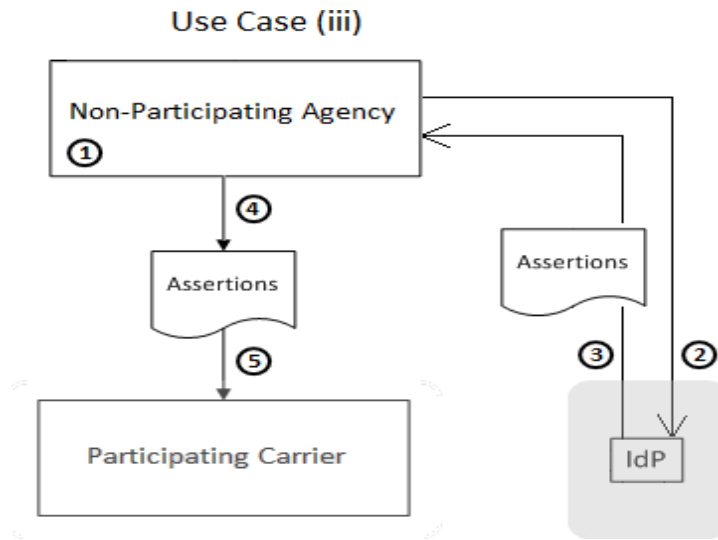 Use Case (iii)
Non-Participating Agency
1
4
Assertions
Assertions
5
3
2
Participating Carrier
IdP